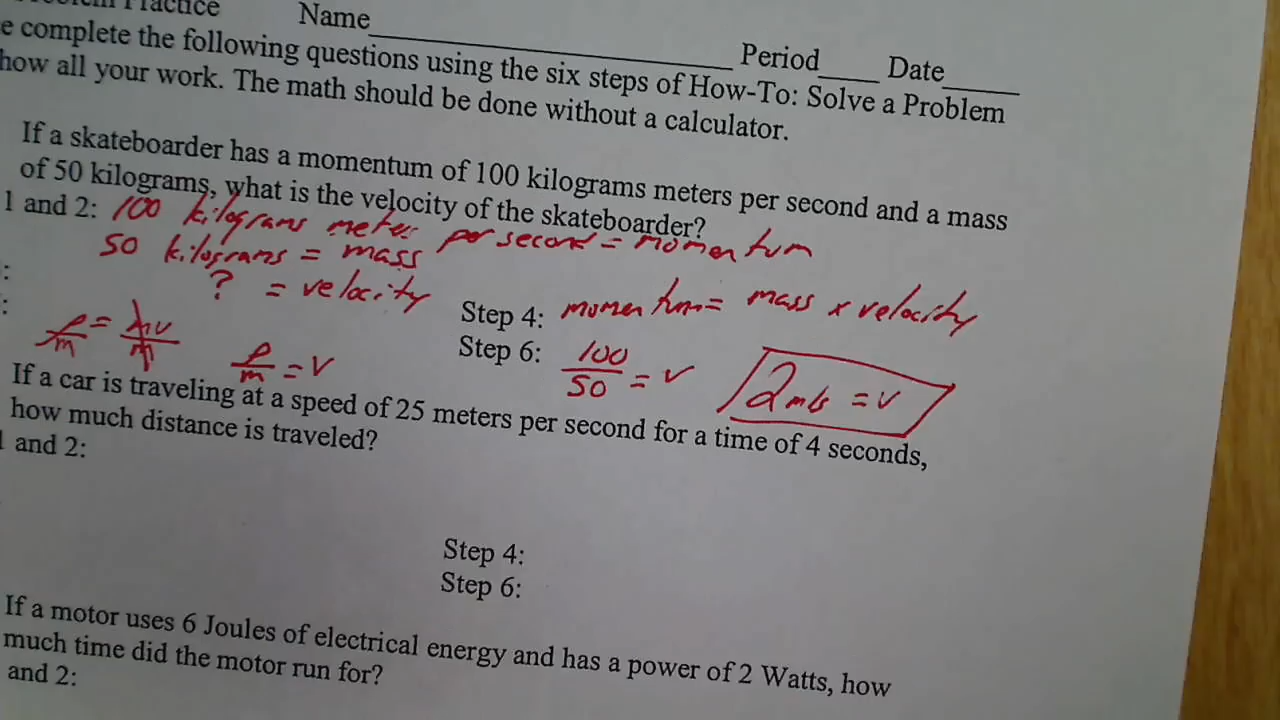 Practice Name Period Date
e complete the following questions using the six steps of How-To: Solve a Problem
how all your work. The math should be done without a calculator.
If a skateboarder has a momentum of 100 kilograms meters per second and a mass
of 50 kilograms, what is the velocity of the skateboarder?
1 and 2: 100 kilograms meters per second = momentum
50 kilograms = mass
:
? = velocity
: Step 4: momentum = mass x velocity
p/m = mv/m p/m = v Step 6: 100/50 = v 2 m/s = v
If a car is traveling at a speed of 25 meters per second for a time of 4 seconds,
how much distance is traveled?
1 and 2:
Step 4:
Step 6:
If a motor uses 6 Joules of electrical energy and has a power of 2 Watts, how
much time did the motor run for?
and 2: